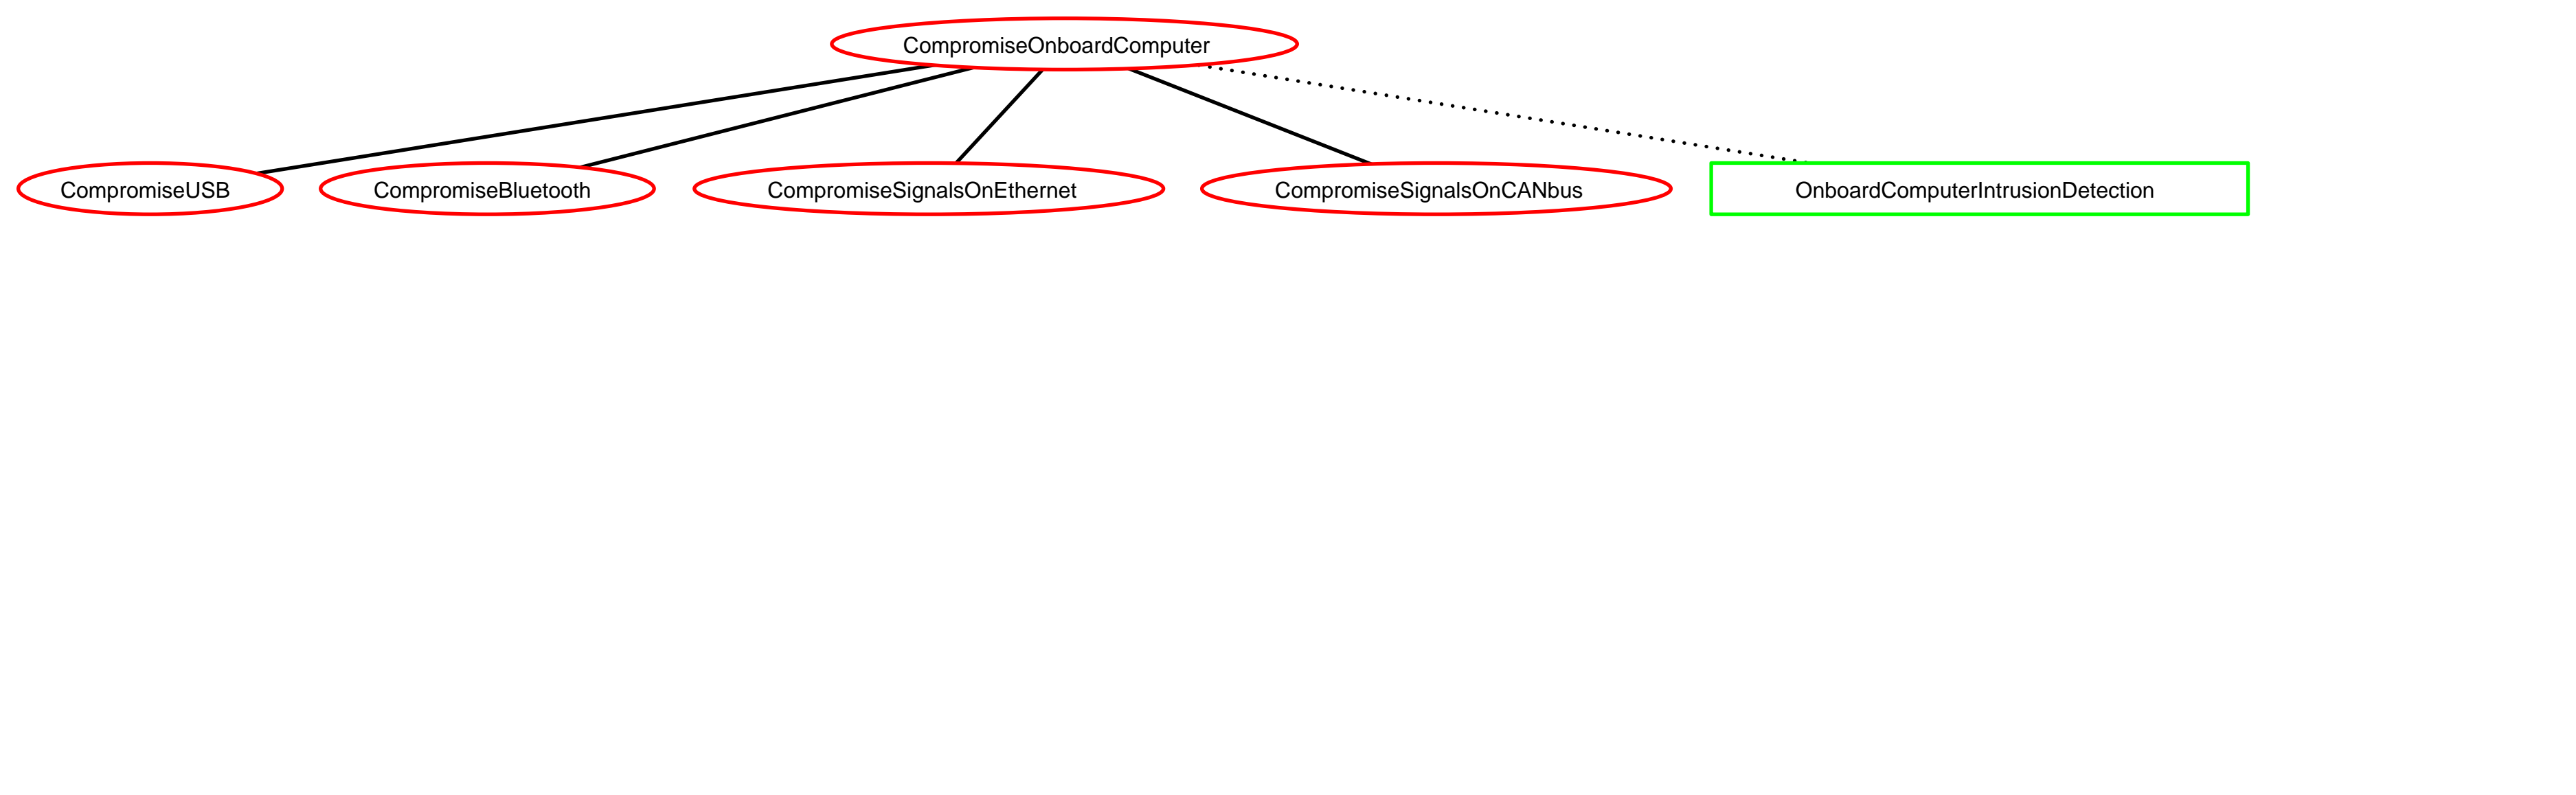 CompromiseOnboardComputer
CompromiseUSB
CompromiseBluetooth
CompromiseSignalsOnEthernet
CompromiseSignalsOnCANbus
OnboardComputerIntrusionDetection